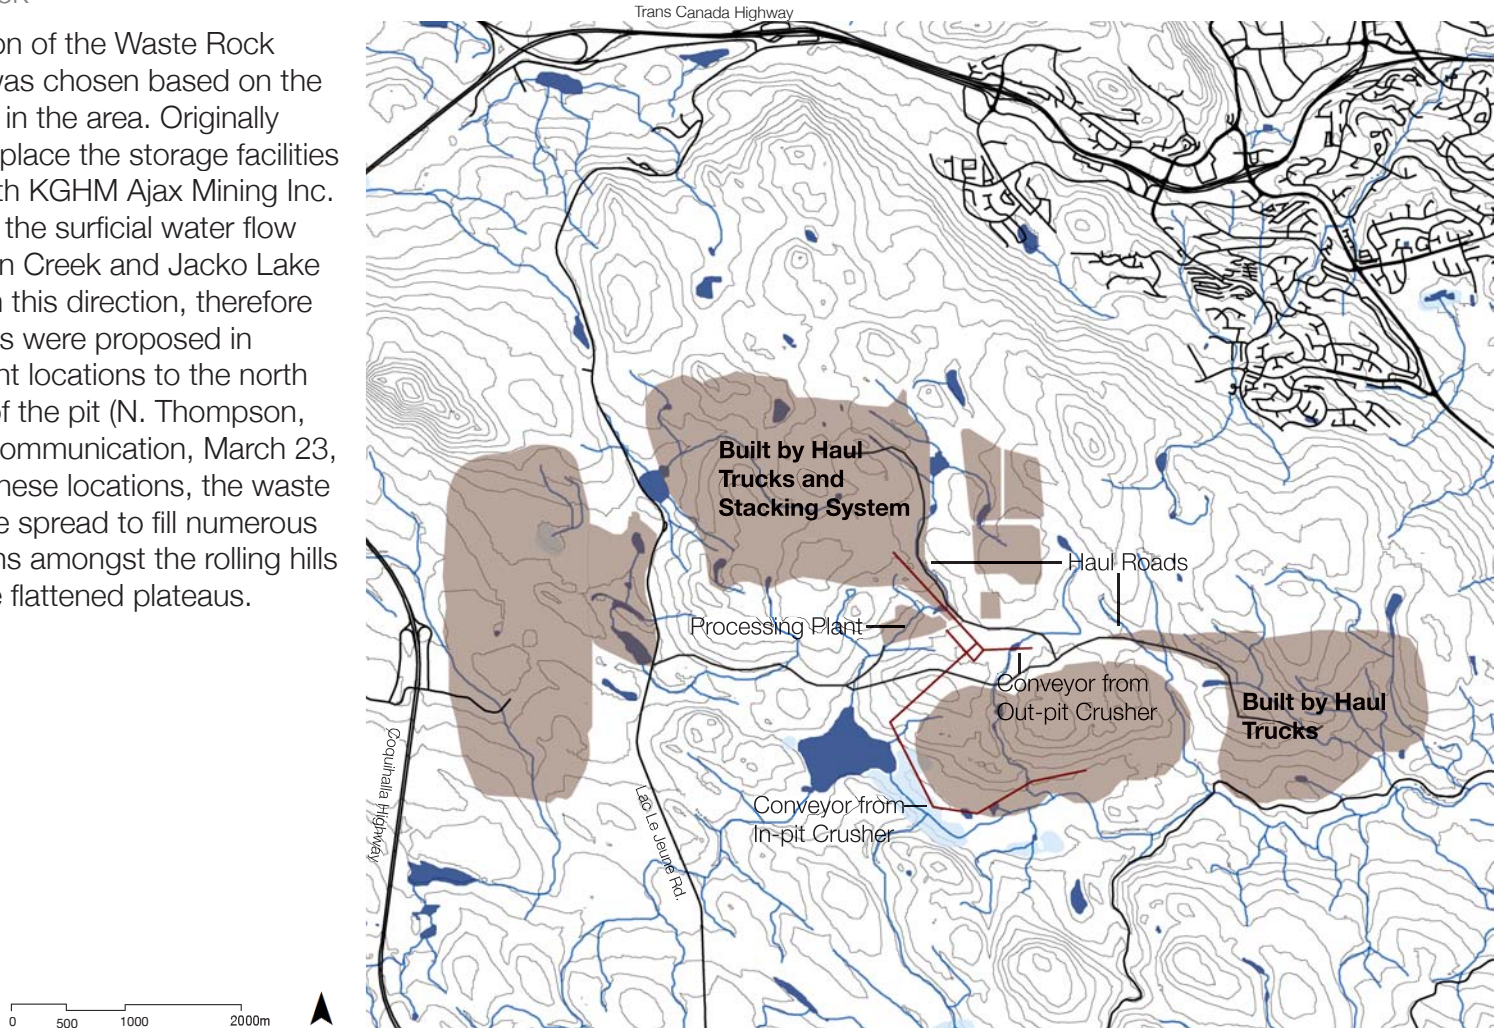 on of the Waste Rock
was chosen based on the
in the area. Originally
place the storage facilities
th KGHM Ajax Mining Inc.
the surficial water flow
n Creek and Jacko Lake
n this direction, therefore
s were proposed in
nt locations to the north
of the pit (N. Thompson,
communication, March 23,
hese locations, the waste
e spread to fill numerous
ns amongst the rolling hills
e flattened plateaus.
Trans Canada Highway
Built by Haul
Trucks and
Stacking System
Haul Roads
Processing Plant
Conveyor from
Out-pit Crusher
Built by Haul
Trucks
Conveyor from
In-pit Crusher
Coquihalla Highway
Lac Le Jeune Rd.
0 500 1000 2000m